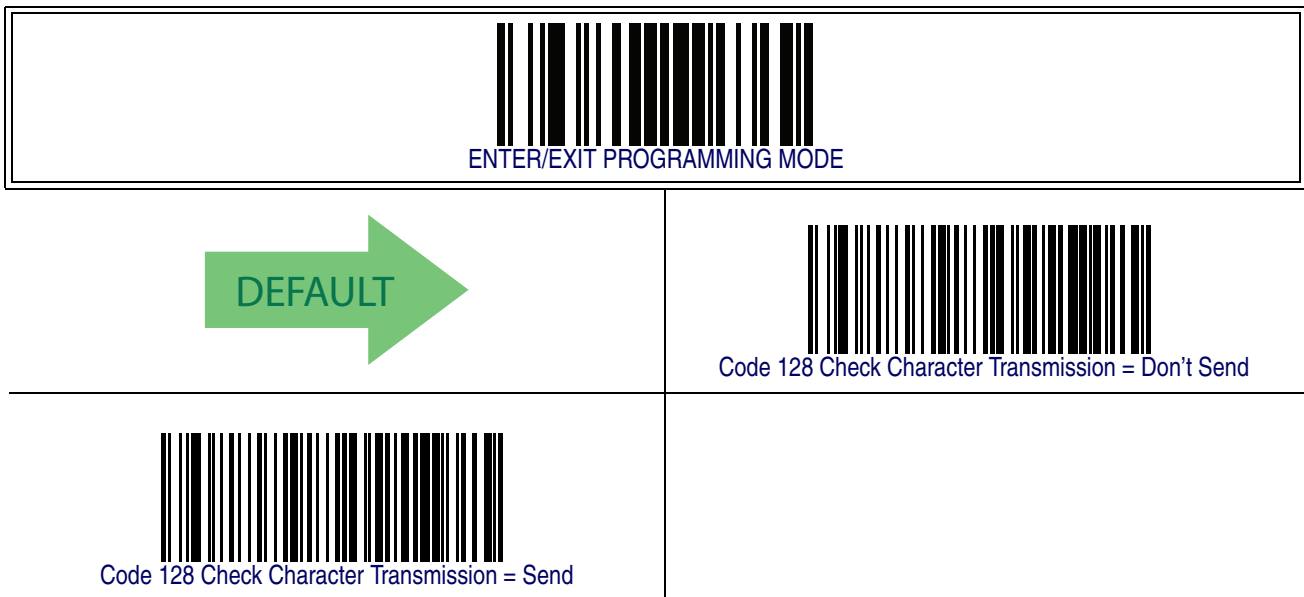 ENTER/EXIT PROGRAMMING MODE
DEFAULT
Code 128 Check Character Transmission = Don't Send
Code 128 Check Character Transmission = Send